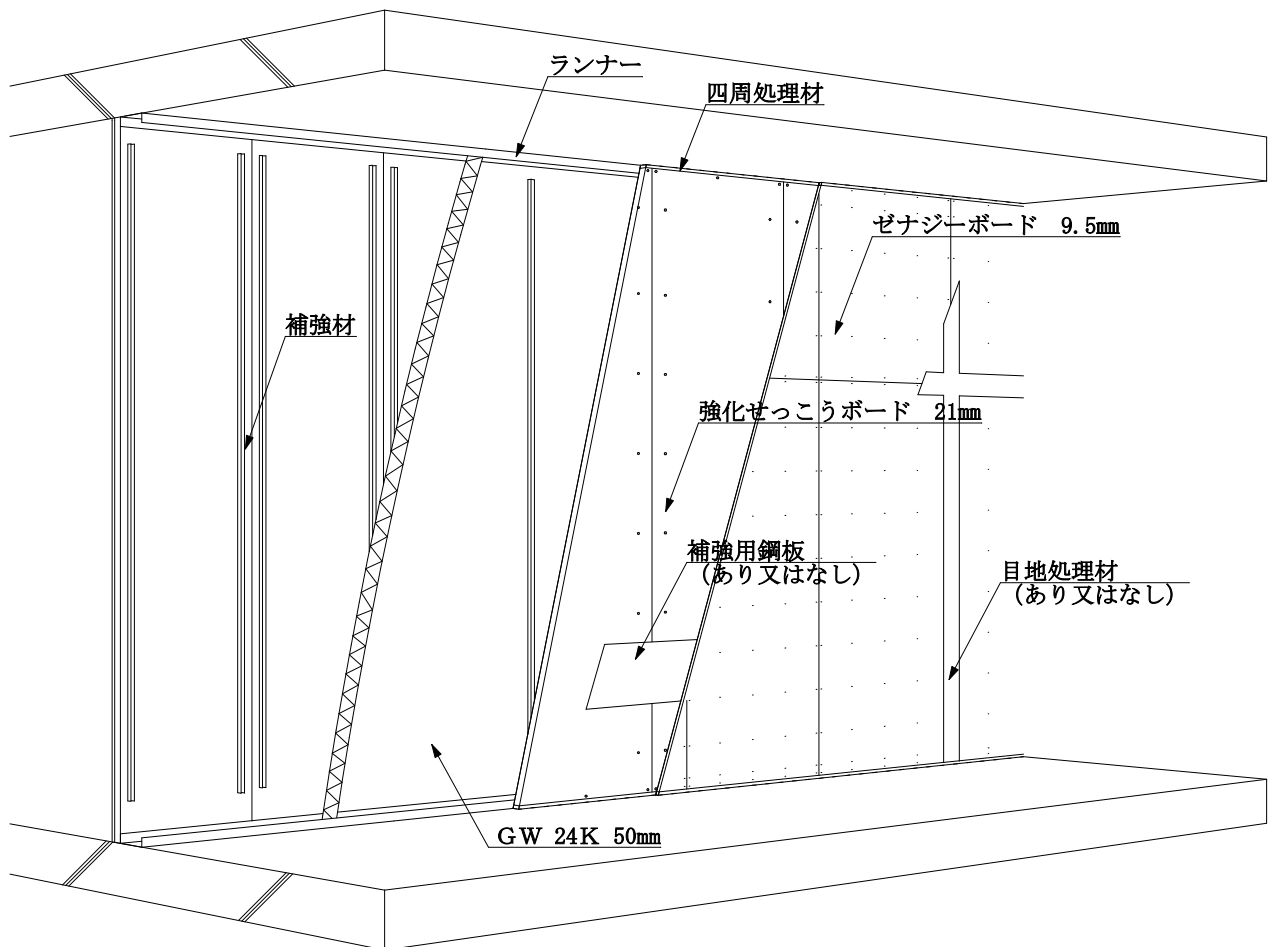 ランナー
四周処理材
ゼナジーボード　9.5mm
補強材
強化せっこうボード　21mm
補強用鋼板
（あり又はなし）
目地処理材
（あり又はなし）
GW 24K 50mm